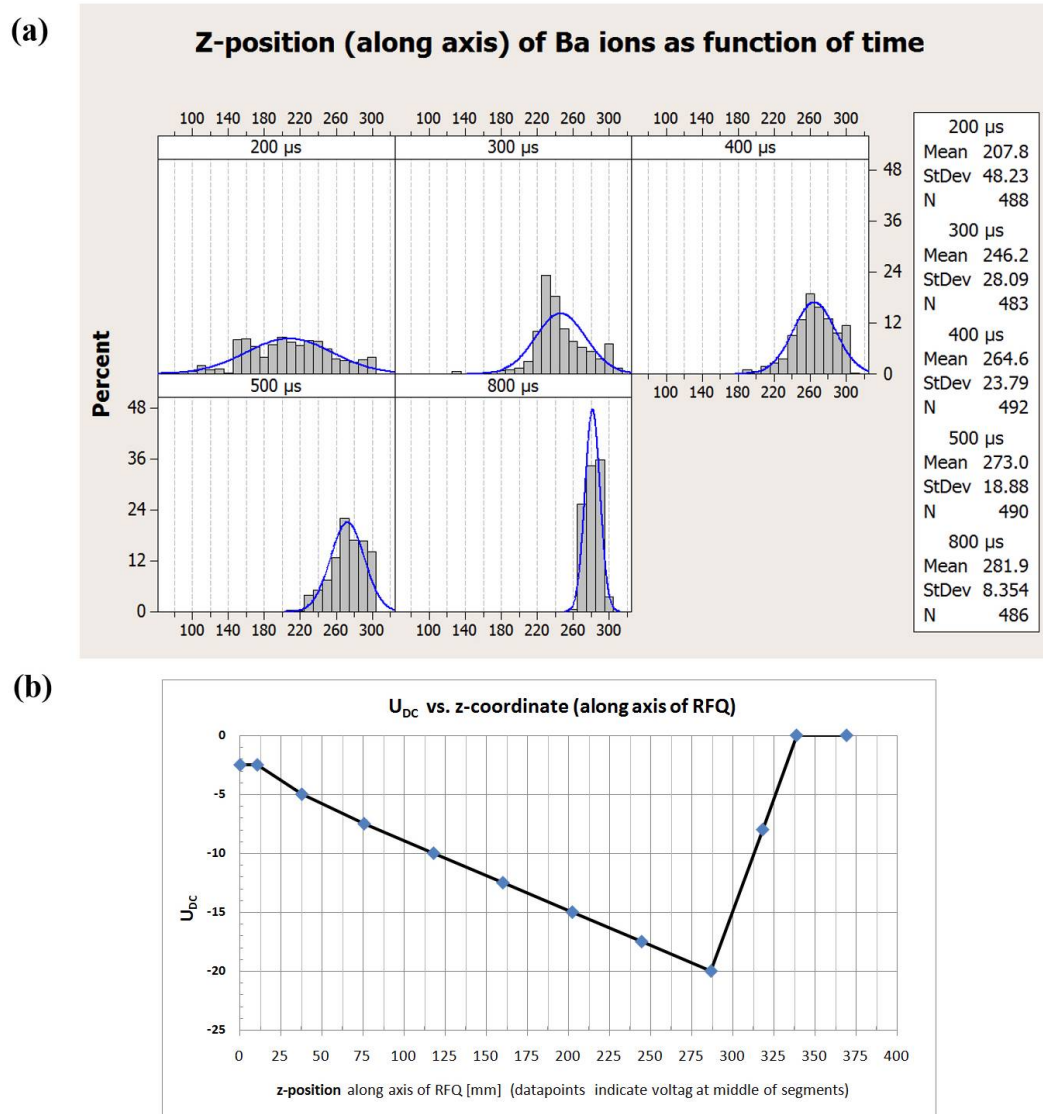 (a)
Z-position (along axis) of Ba ions as function of time
100 140 180 220 260 300 100 140 180 220 260 300 100 140 180 220 260 300
200 µs 300 µs 400 µs
48
36
24
12
0
Percent
500 µs 800 µs
100 140 180 220 260 300
48
36
24
12
0
100 140 180 220 260 300 100 140 180 220 260 300
200 µs
Mean 207.8
StDev 48.23
N 488
300 µs
Mean 246.2
StDev 28.09
N 483
400 µs
Mean 264.6
StDev 23.79
N 492
500 µs
Mean 273.0
StDev 18.88
N 490
800 µs
Mean 281.9
StDev 8.354
N 486
(b)
U_DC vs. z-coordinate (along axis of RFQ)
0
-5
-10
-15
-20
-25
U_DC
0 25 50 75 100 125 150 175 200 225 250 275 300 325 350 375 400
z-position along axis of RFQ [mm] (datapoints indicate voltag at middle of segments)